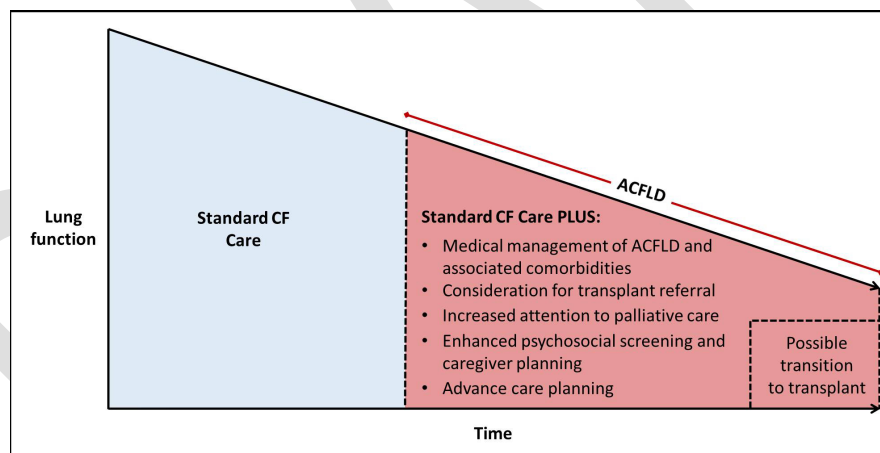 Lung
function
Standard CF
Care
ACFLD
Standard CF Care PLUS:
• Medical management of ACFLD and
associated comorbidities
• Consideration for transplant referral
• Increased attention to palliative care
• Enhanced psychosocial screening and
caregiver planning
• Advance care planning
Possible
transition
to transplant
Time